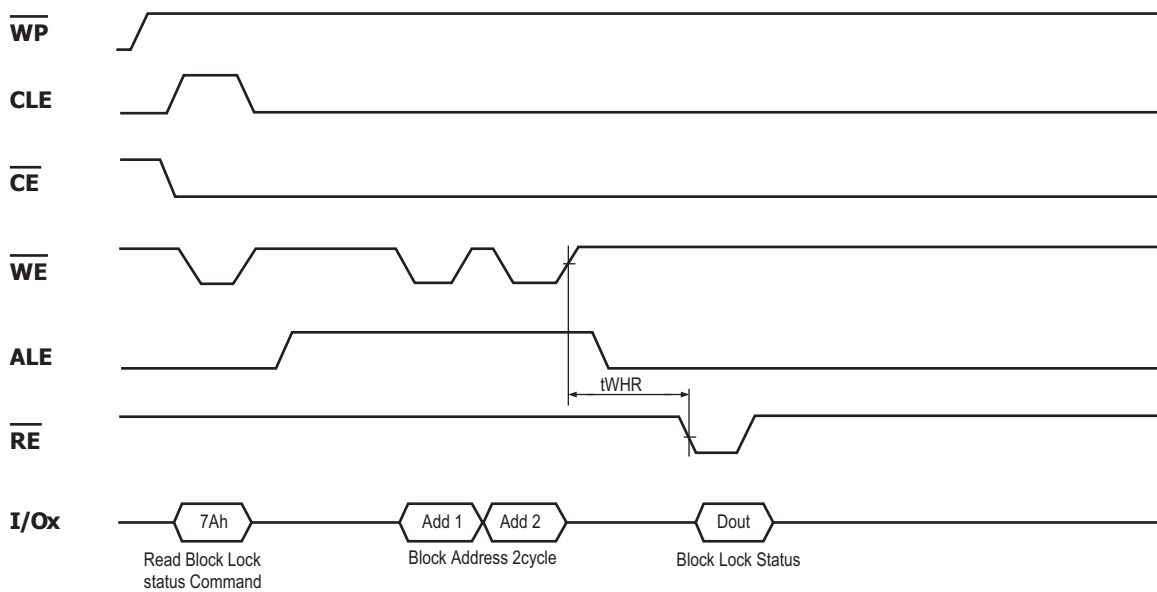 WP
CLE
CE
WE
ALE
tWHR
RE
I/Ox
7Ah
Add 1
Add 2
Dout
Read Block Lock
status Command
Block Address 2cycle
Block Lock Status